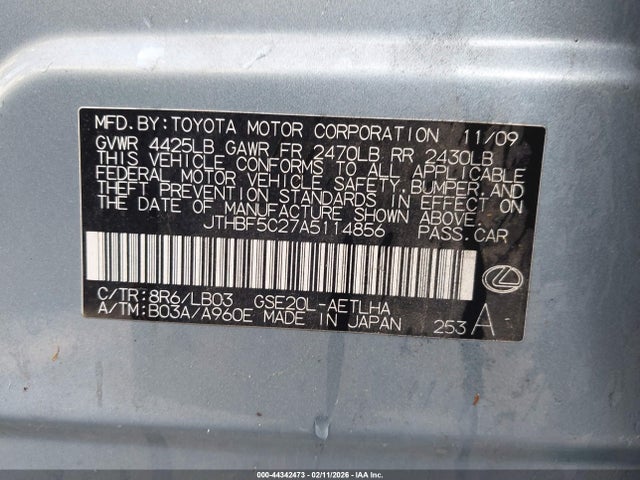 MFD. BY: TOYOTA MOTOR CORPORATION 11/09
GVWR 4425LB GAWR FR 2470LB RR 2430LB
THIS VEHICLE CONFORMS TO ALL APPLICABLE
FEDERAL MOTOR VEHICLE SAFETY, BUMPER, AND
THEFT PREVENTION STANDARDS IN EFFECT ON
THE DATE OF MANUFACTURE SHOWN ABOVE.
JTHBF5C27A5114856 PASS. CAR
C/TR: 8R6/LB03 GSE20L-AETLHA
A/TM: B03A/A960E MADE IN JAPAN 253 A
000-44342473 - 02/11/2026 - IAA Inc.